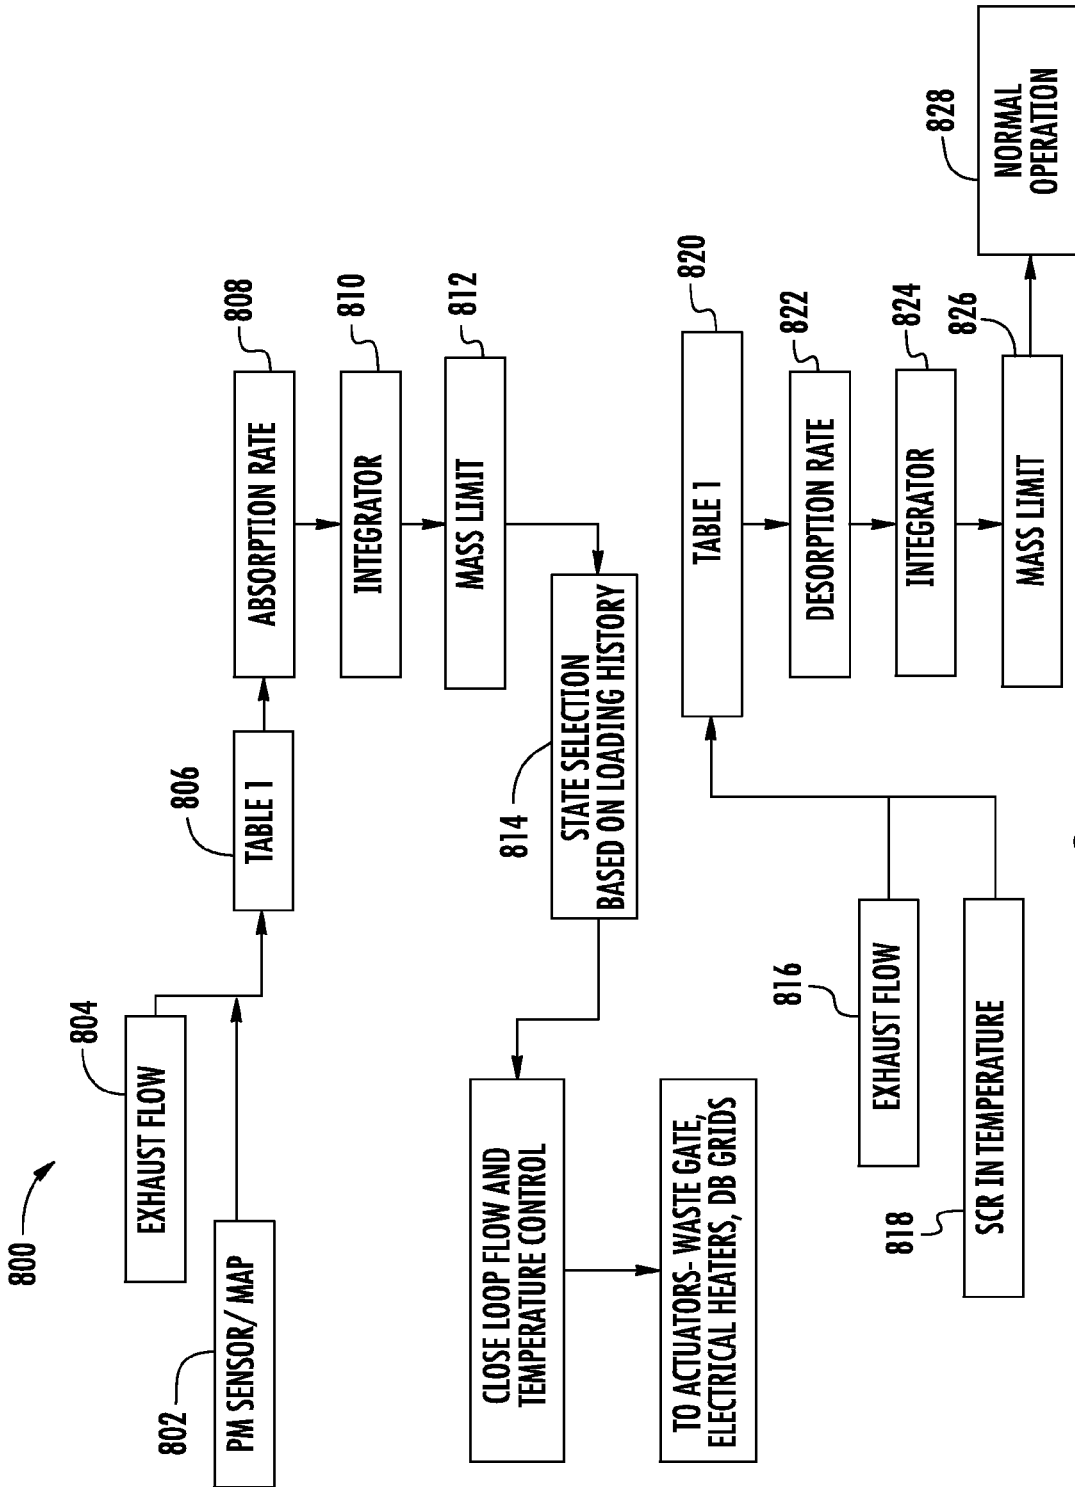 800
802
PM SENSOR/ MAP
804
EXHAUST FLOW
806
TABLE 1
808
ABSORPTION RATE
810
INTEGRATOR
812
MASS LIMIT
814
STATE SELECTION
BASED ON LOADING HISTORY
CLOSE LOOP FLOW AND
TEMPERATURE CONTROL
TO ACTUATORS- WASTE GATE,
ELECTRICAL HEATERS, DB GRIDS
816
EXHAUST FLOW
818
SCR IN TEMPERATURE
820
TABLE 1
822
DESORPTION RATE
824
INTEGRATOR
826
MASS LIMIT
828
NORMAL
OPERATION